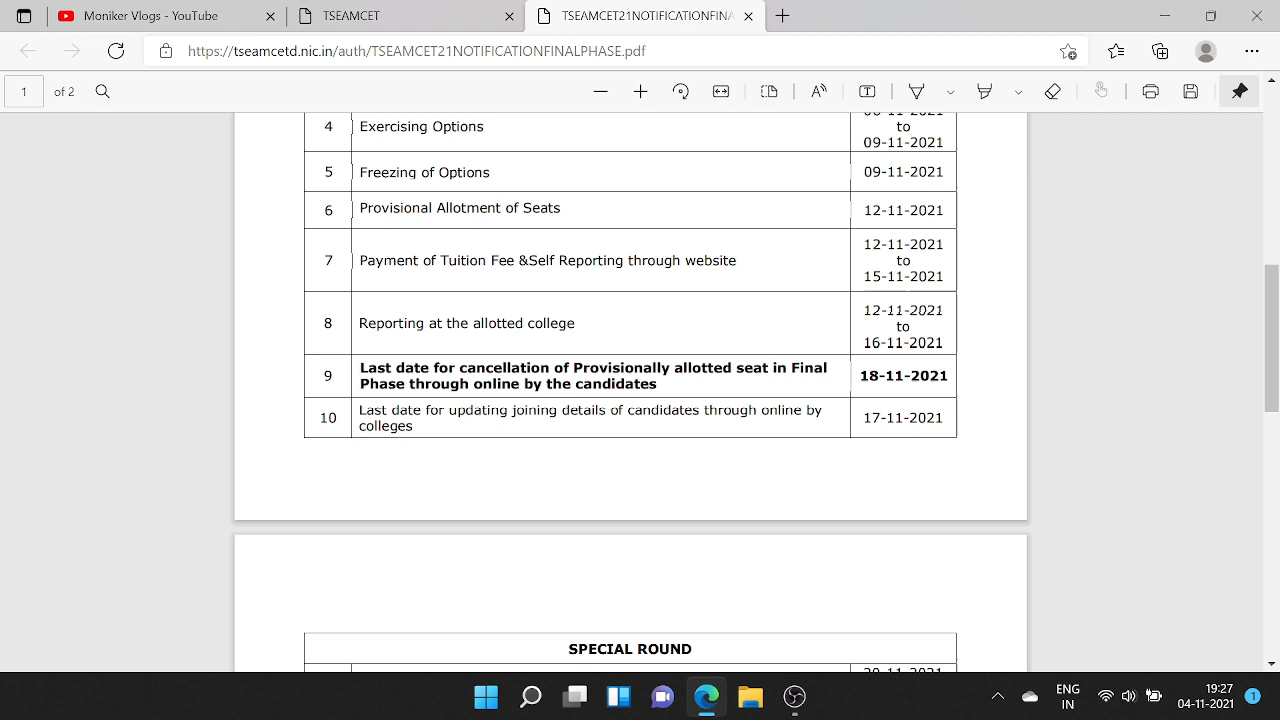 Moniker Vlogs - YouTube
TSEAMCET
TSEAMCET21NOTIFICATIONFINA
https://tseamcetd.nic.in/auth/TSEAMCET21NOTIFICATIONFINALPHASE.pdf
1 of 2
4 Exercising Options
to
09-11-2021
5 Freezing of Options 09-11-2021
6 Provisional Allotment of Seats 12-11-2021
12-11-2021
7 Payment of Tuition Fee &Self Reporting through website to
15-11-2021
12-11-2021
8 Reporting at the allotted college to
16-11-2021
Last date for cancellation of Provisionally allotted seat in Final
9 18-11-2021
Phase through online by the candidates
Last date for updating joining details of candidates through online by
10 17-11-2021
colleges
SPECIAL ROUND
ENG
IN
19:27
04-11-2021
1